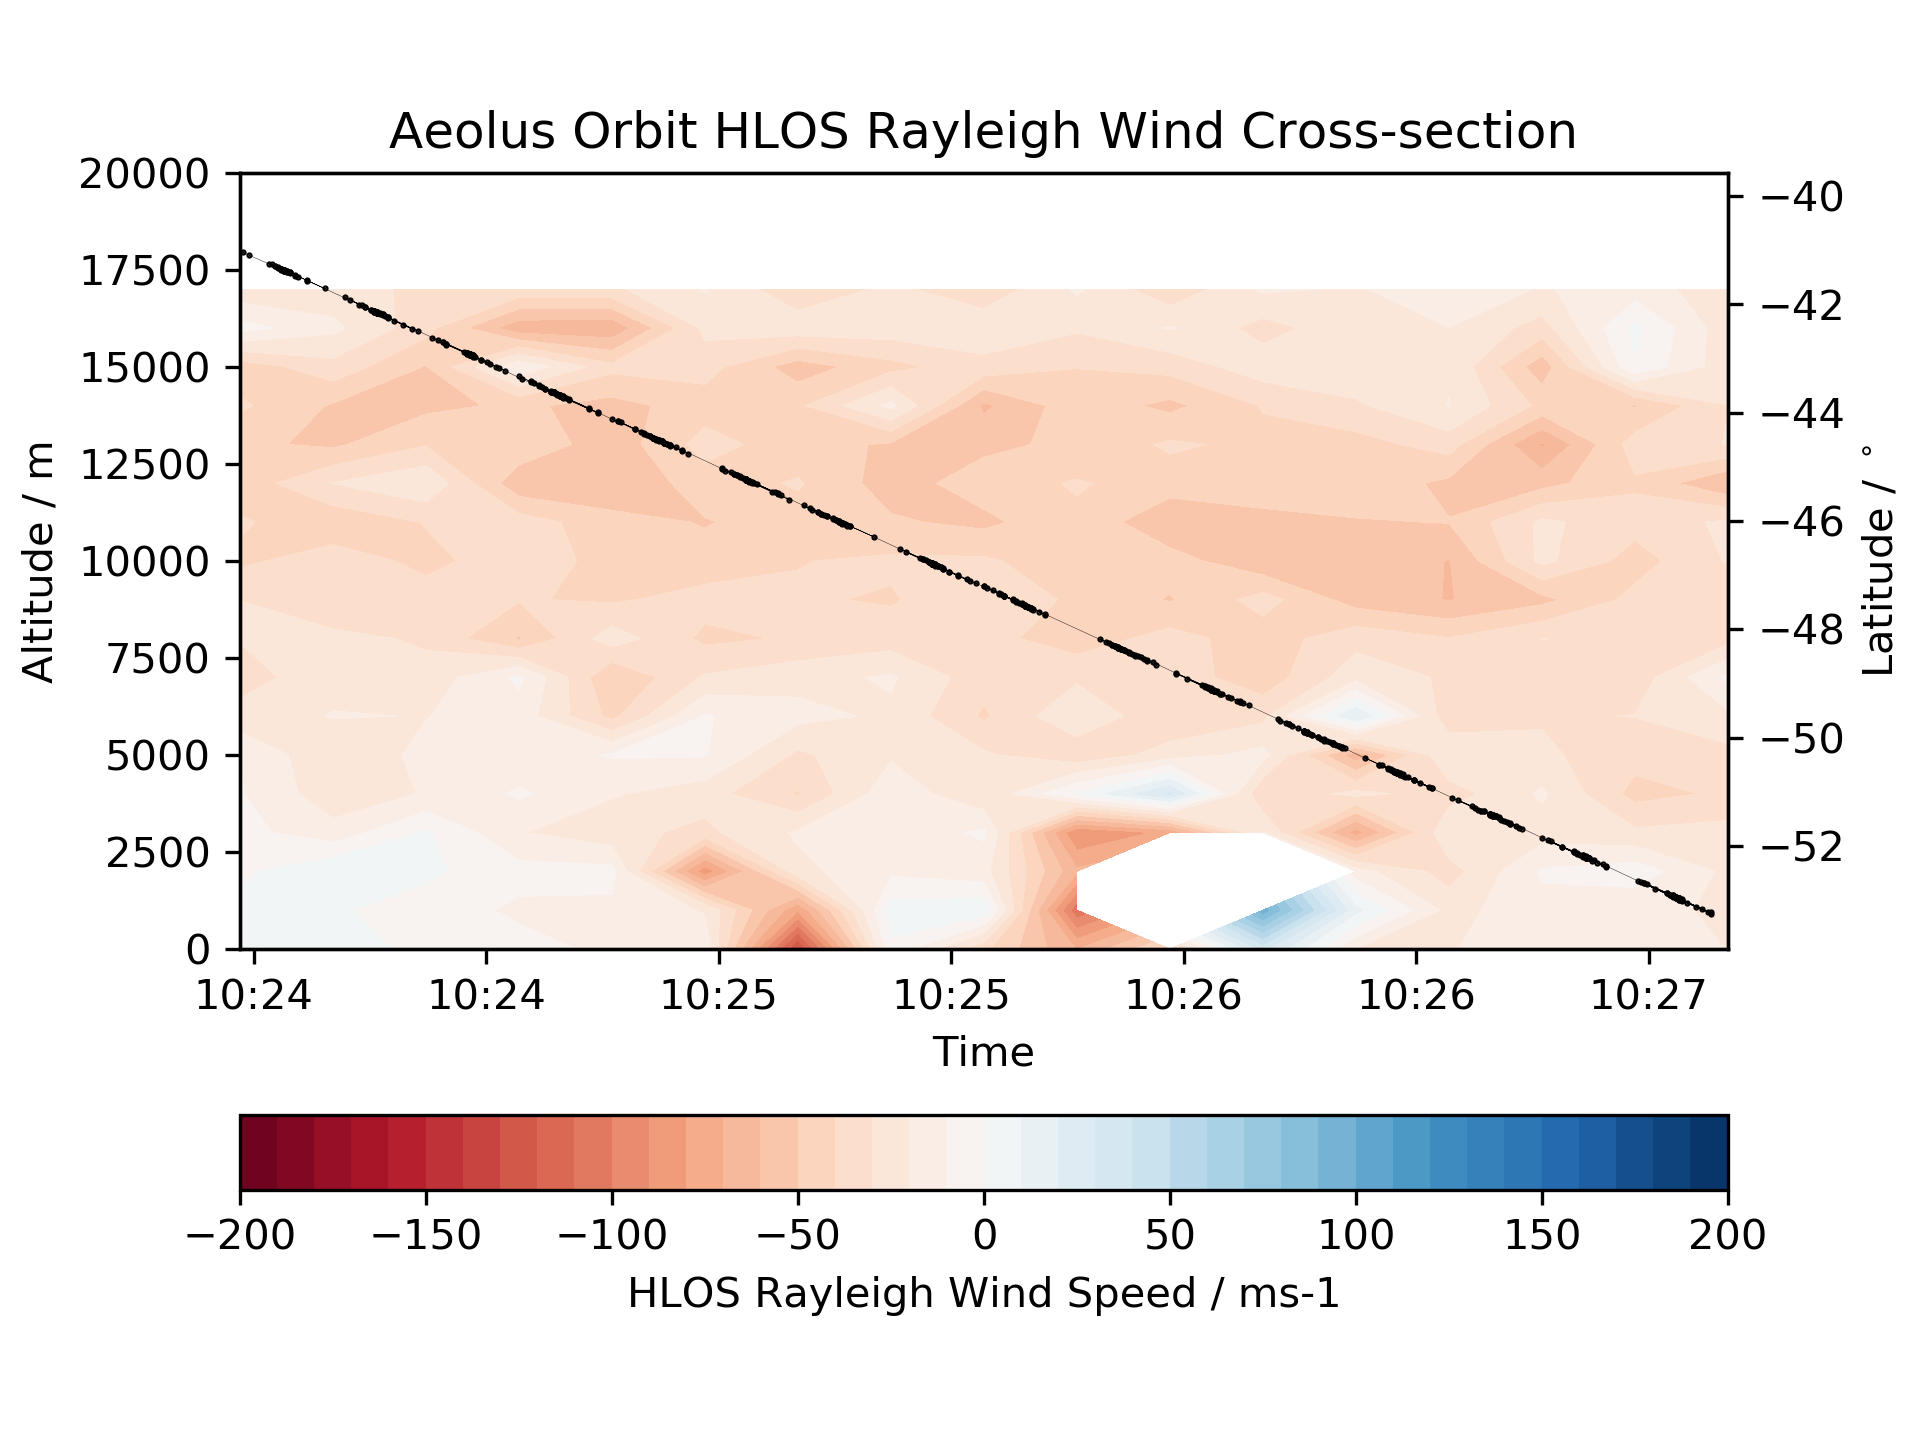 Aeolus Orbit HLOS Rayleigh Wind Cross-section
20000
17500
15000
12500
10000
7500
5000
2500
0
Altitude / m
−40
−42
−44
−46
−48
−50
−52
Latitude / °
10:24 10:24 10:25 10:25 10:26 10:26 10:27
Time
−200 −150 −100 −50 0 50 100 150 200
HLOS Rayleigh Wind Speed / ms-1